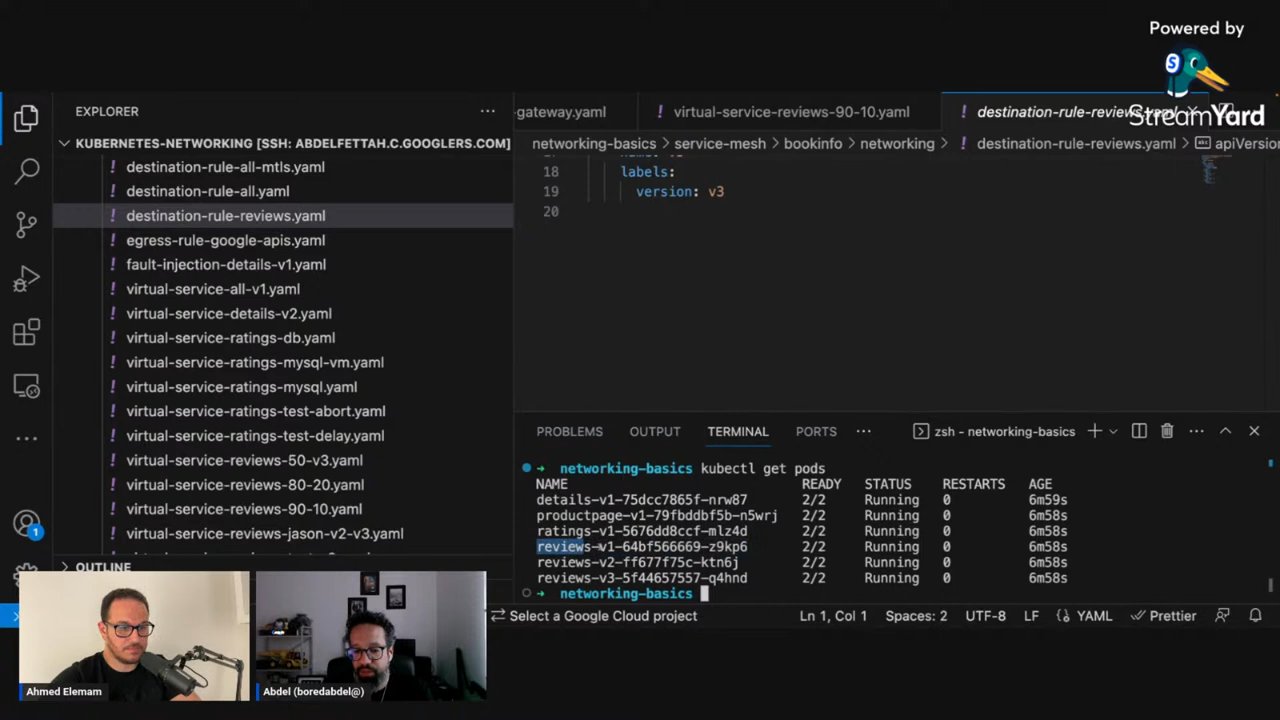 Powered by
StreamYard
EXPLORER
KUBERNETES-NETWORKING [SSH: ABDELFETTAH.C.GOOGLERS.COM]
destination-rule-all-mtls.yaml
destination-rule-all.yaml
destination-rule-reviews.yaml
egress-rule-google-apis.yaml
fault-injection-details-v1.yaml
virtual-service-all-v1.yaml
virtual-service-details-v2.yaml
virtual-service-ratings-db.yaml
virtual-service-ratings-mysql-vm.yaml
virtual-service-ratings-mysql.yaml
virtual-service-ratings-test-abort.yaml
virtual-service-ratings-test-delay.yaml
virtual-service-reviews-50-v3.yaml
virtual-service-reviews-80-20.yaml
virtual-service-reviews-90-10.yaml
virtual-service-reviews-jason-v2-v3.yaml
OUTLINE
1
-gateway.yaml virtual-service-reviews-90-10.yaml destination-rule-reviews.yaml
networking-basics > service-mesh > bookinfo > networking > ! destination-rule-reviews.yaml > apiVersion
18 labels:
19 version: v3
20
PROBLEMS OUTPUT TERMINAL PORTS zsh - networking-basics
networking-basics kubectl get pods
NAME READY STATUS RESTARTS AGE
details-v1-75dcc7865f-nrw87 2/2 Running 0 6m59s
productpage-v1-79fbddbf5b-n5wrj 2/2 Running 0 6m58s
ratings-v1-5676dd8ccf-mlz4d 2/2 Running 0 6m58s
reviews-v1-64bf566669-z9kp6 2/2 Running 0 6m58s
reviews-v2-ff677f75c-ktn6j 2/2 Running 0 6m58s
reviews-v3-5f44657557-q4hnd 2/2 Running 0 6m58s
networking-basics
Select a Google Cloud project Ln 1, Col 1 Spaces: 2 UTF-8 LF YAML Prettier
Ahmed Elemam
Abdel (boredabdel@)